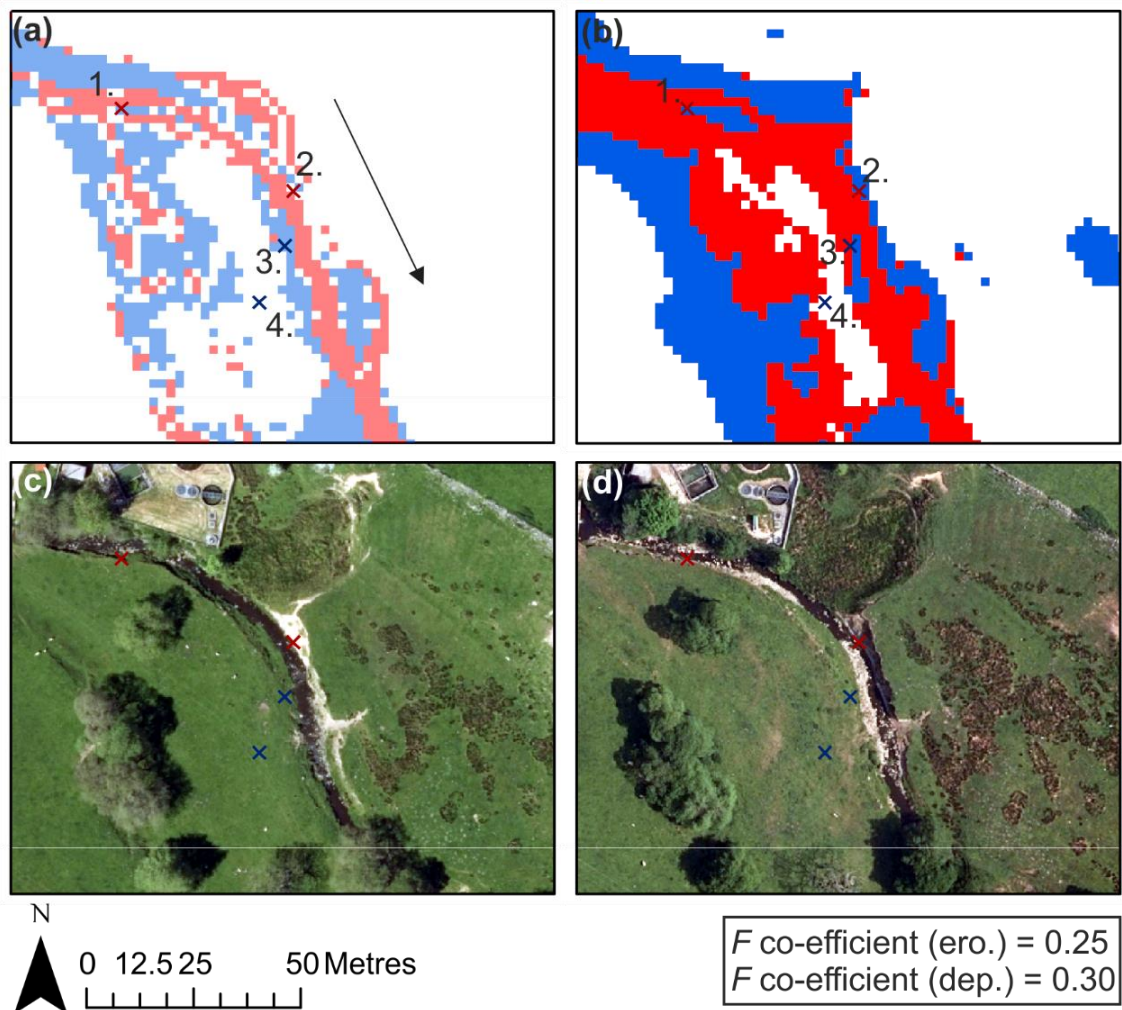 (a)
1.
2.
3.
4.
(b)
1.
2.
3.
4.
(c)
(d)
N
0 12.5 25 50 Metres
F co-efficient (ero.) = 0.25
F co-efficient (dep.) = 0.30